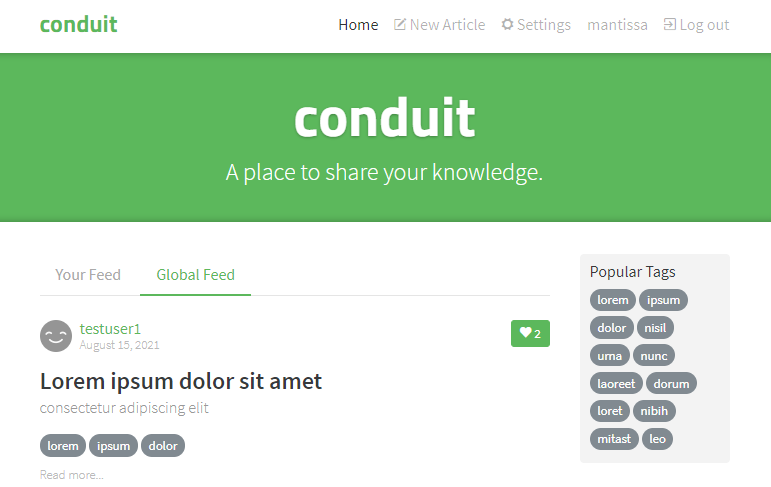 conduit
Home New Article Settings mantissa Log out
conduit
A place to share your knowledge.
Your Feed Global Feed
testuser1
August 15, 2021
2
Lorem ipsum dolor sit amet
consectetur adipiscing elit
lorem ipsum dolor
Read more...
Popular Tags
lorem ipsum
dolor nisil
urna nunc
laoreet dorum
loret nibih
mitast leo